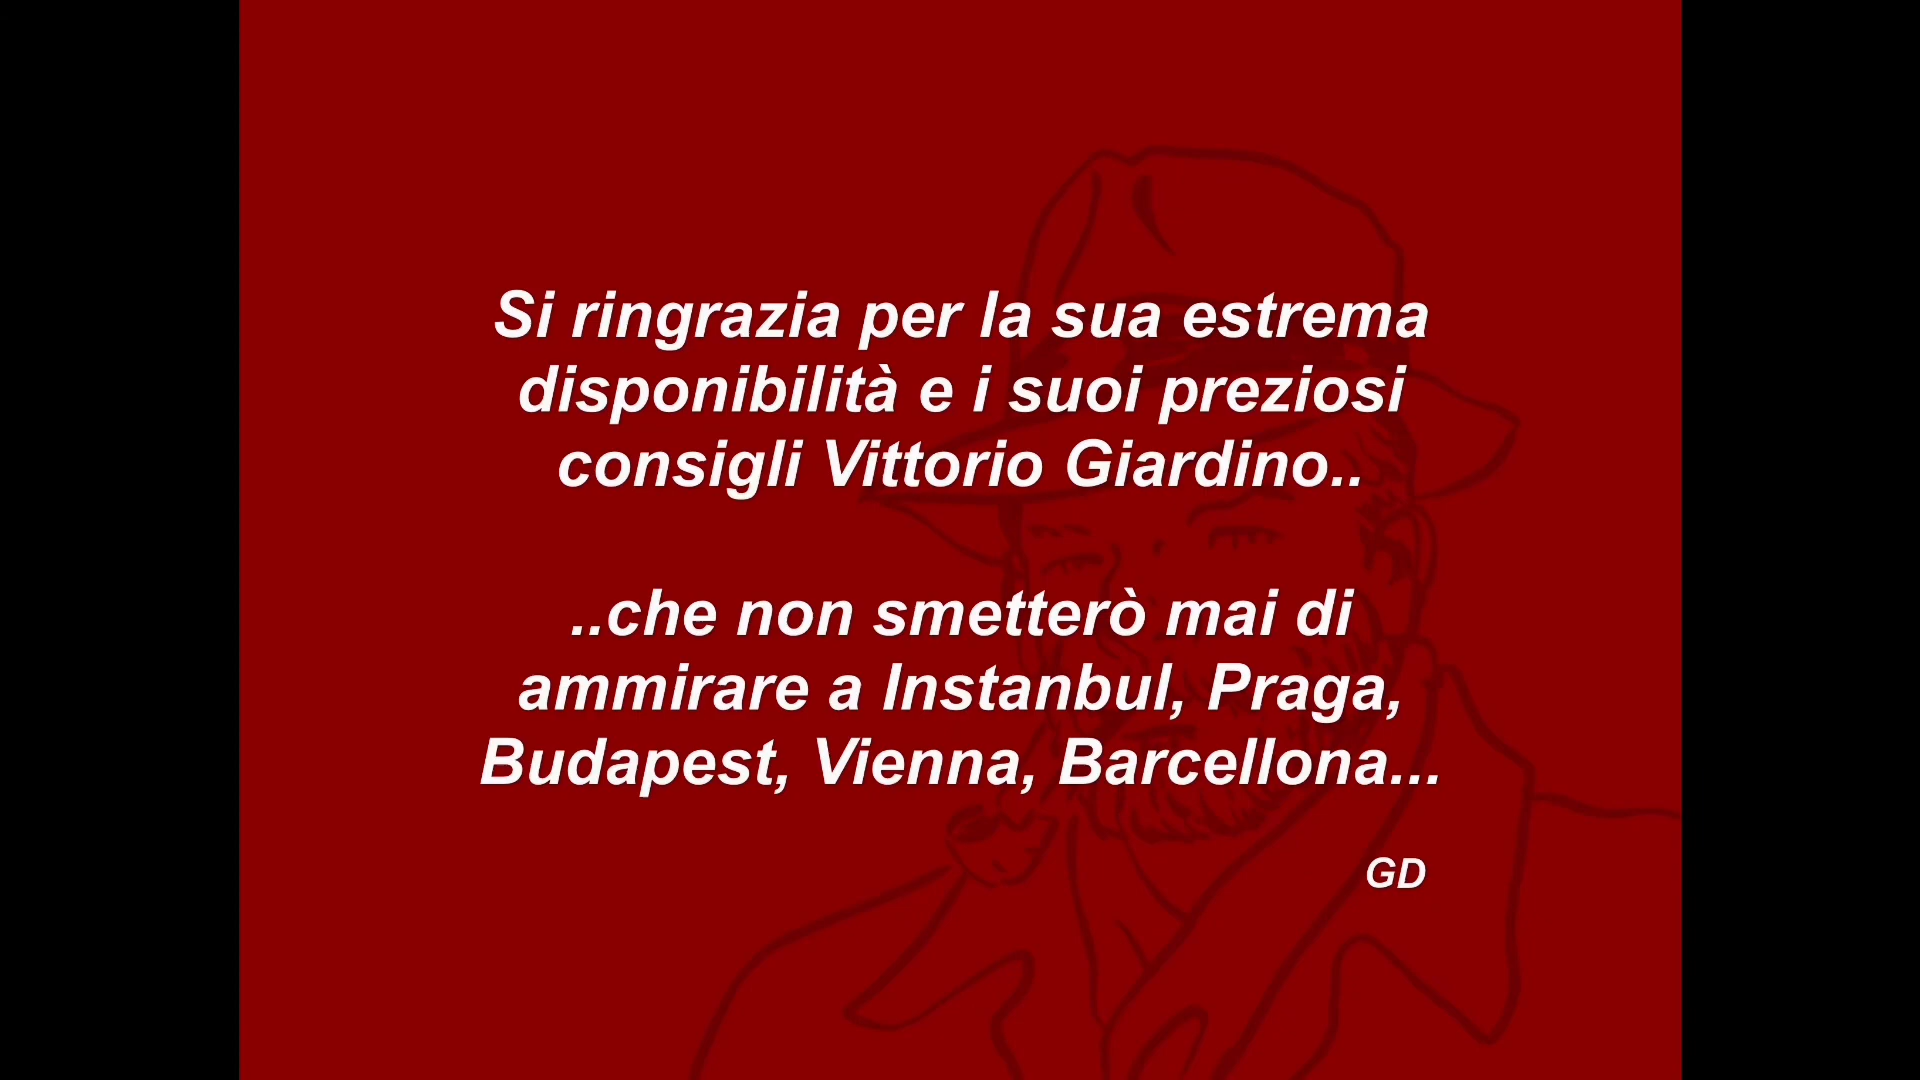 Si ringrazia per la sua estrema
disponibilità e i suoi preziosi
consigli Vittorio Giardino..
..che non smetterò mai di
ammirare a Instanbul, Praga,
Budapest, Vienna, Barcellona...
GD